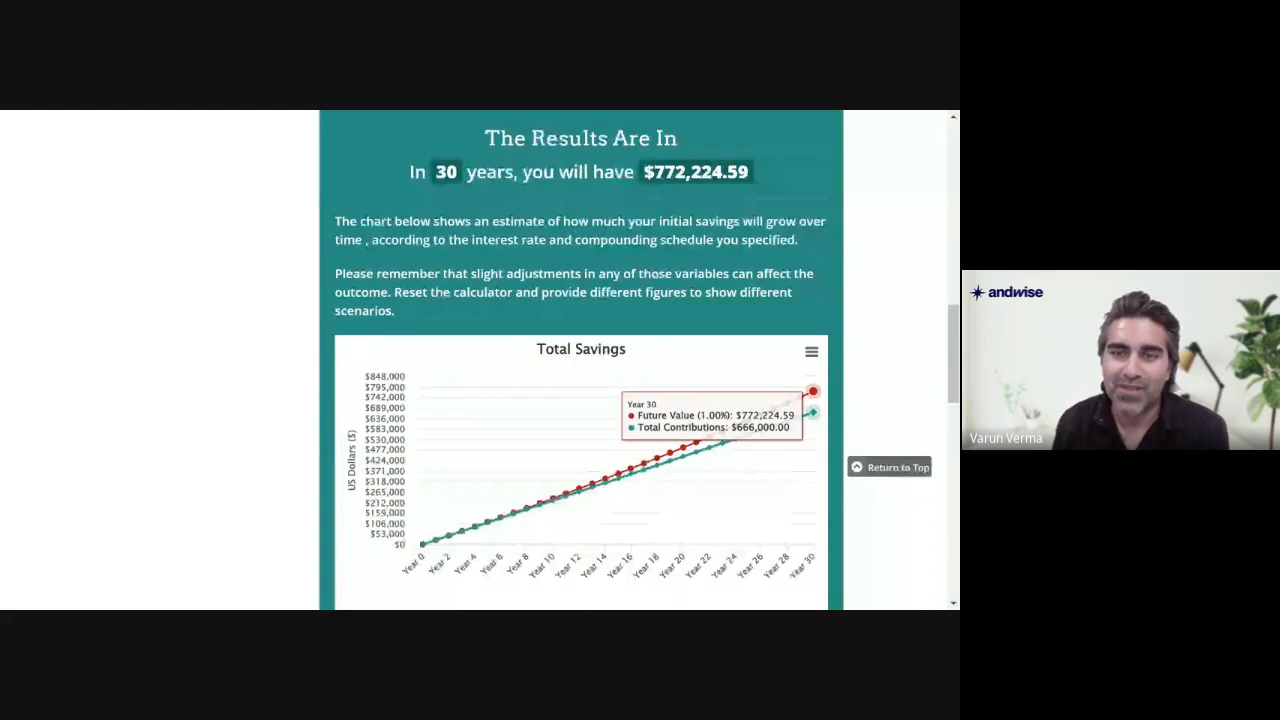 The Results Are In
In 30 years, you will have $772,224.59
The chart below shows an estimate of how much your initial savings will grow over
time , according to the interest rate and compounding schedule you specified.
Please remember that slight adjustments in any of those variables can affect the
outcome. Reset the calculator and provide different figures to show different
scenarios.
Total Savings
$848,000
$795,000
$742,000
$689,000
$636,000
$583,000
$530,000
$477,000
$424,000
$371,000
$318,000
$265,000
$212,000
$159,000
$106,000
$53,000
$0
US Dollars ($)
Year 30
Future Value (1.00%): $772,224.59
Total Contributions: $666,000.00
Year 0
Year 2
Year 4
Year 6
Year 8
Year 10
Year 12
Year 14
Year 16
Year 18
Year 20
Year 22
Year 24
Year 26
Year 28
Year 30
Return to Top
andwise
Varun Verma